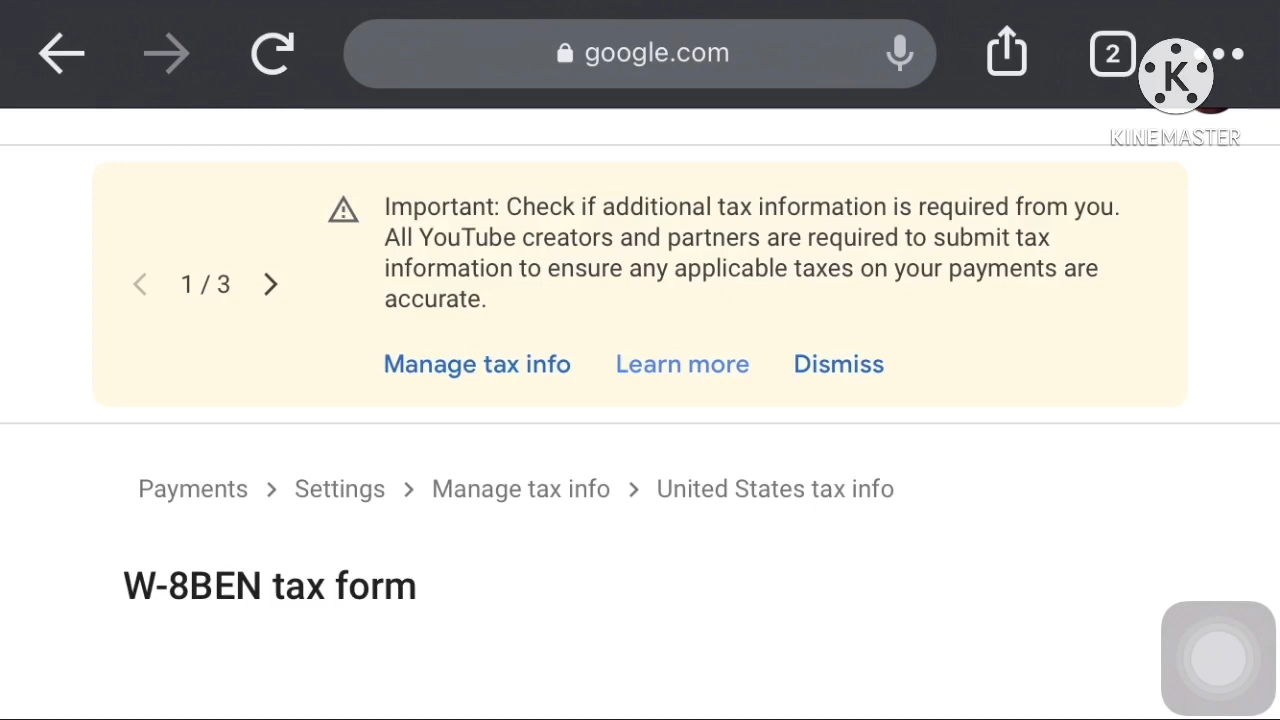 google.com
2
K
KINEMASTER
Important: Check if additional tax information is required from you.
All YouTube creators and partners are required to submit tax
information to ensure any applicable taxes on your payments are
accurate.
1 / 3
Manage tax info Learn more Dismiss
Payments > Settings > Manage tax info > United States tax info
W-8BEN tax form